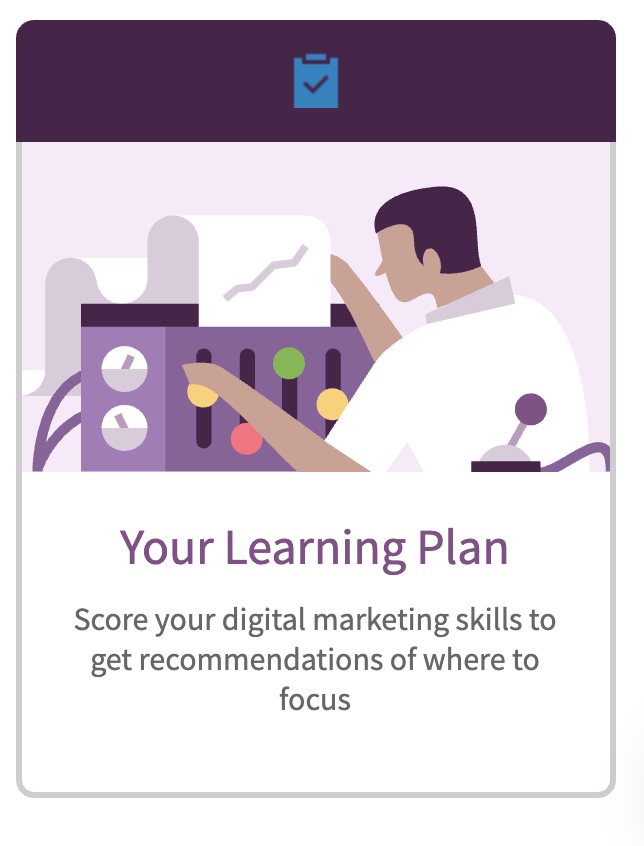 Your Learning Plan
Score your digital marketing skills to
get recommendations of where to
focus